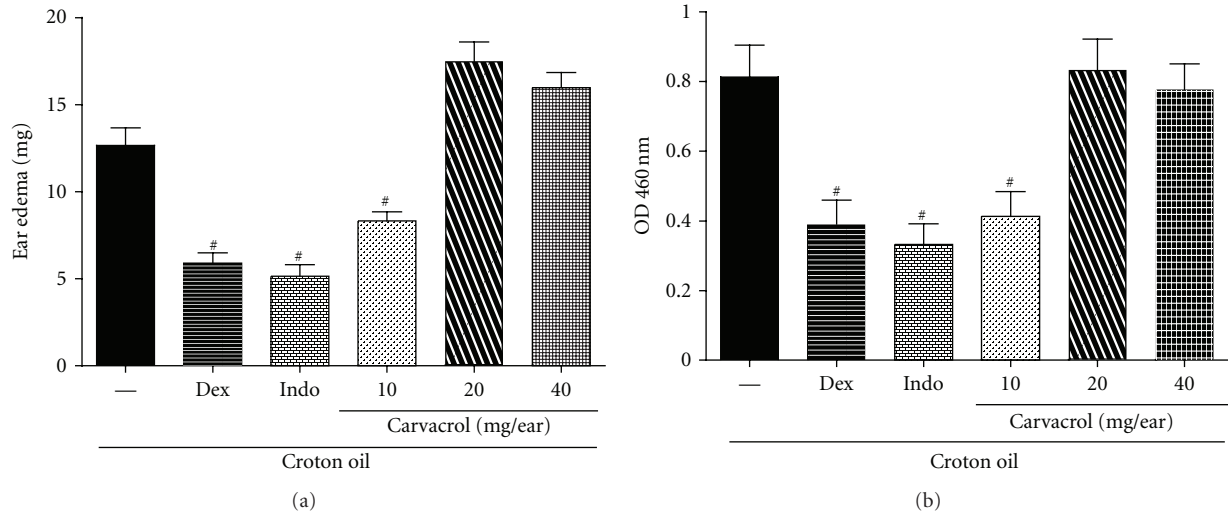 20
15
10
5
0
Ear edema (mg)
#
#
#
—
Dex
Indo
10
20
40
Carvacrol (mg/ear)
Croton oil
(a)
1
0.8
0.6
0.4
0.2
0
OD 460 nm
#
#
#
—
Dex
Indo
10
20
40
Carvacrol (mg/ear)
Croton oil
(b)